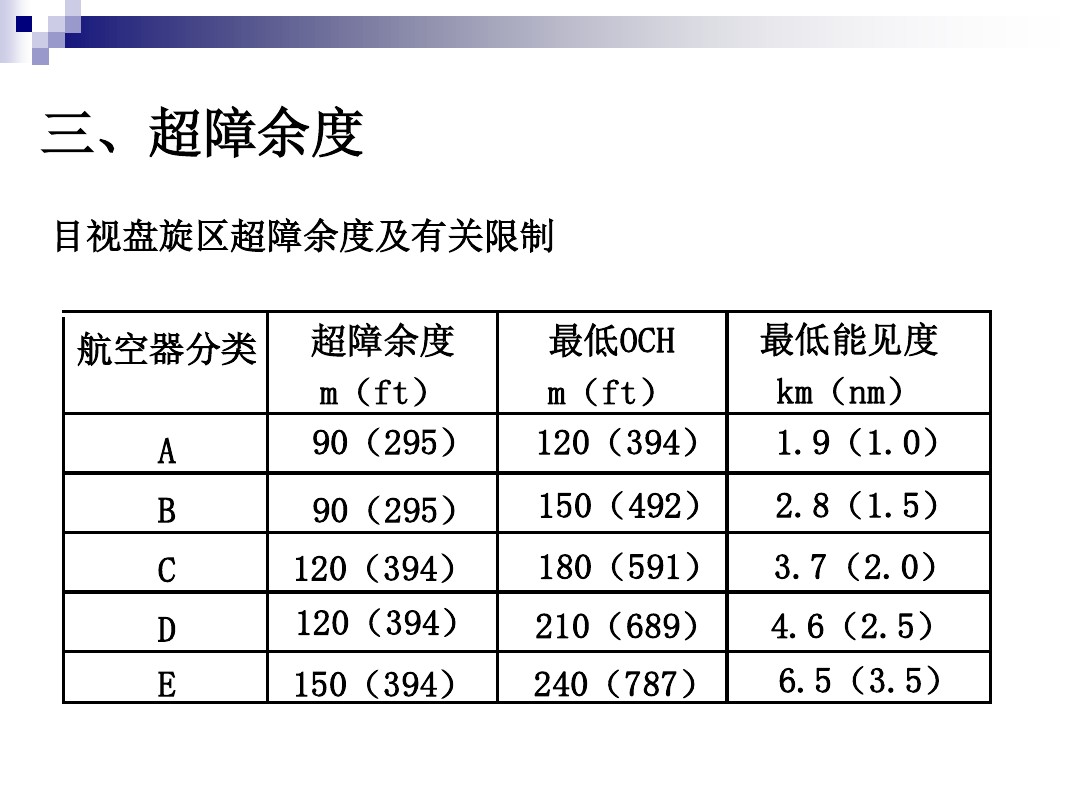 三、超障余度
目视盘旋区超障余度及有关限制
航空器分类 超障余度 m（ft） 最低OCH m（ft） 最低能见度 km（nm）
A 90（295） 120（394） 1.9（1.0）
B 90（295） 150（492） 2.8（1.5）
C 120（394） 180（591） 3.7（2.0）
D 120（394） 210（689） 4.6（2.5）
E 150（394） 240（787） 6.5（3.5）